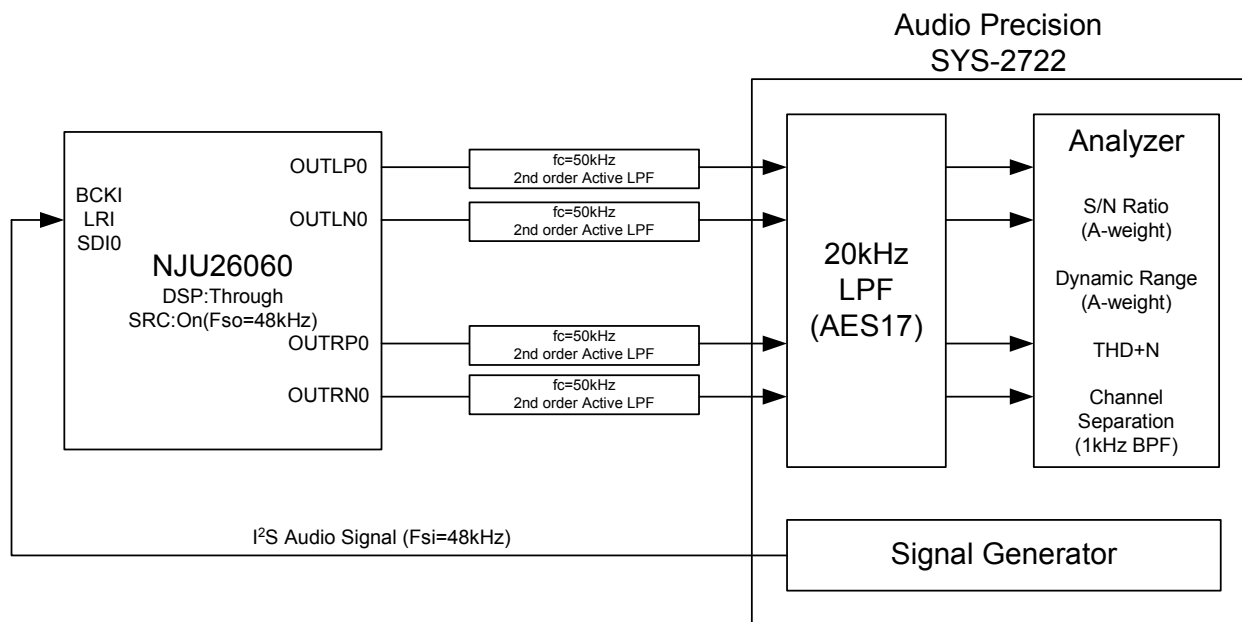 Audio Precision
SYS-2722
BCKI
LRI
SDI0
NJU26060
DSP:Through
SRC:On(Fso=48kHz)
OUTLP0
OUTLN0
OUTRP0
OUTRN0
fc=50kHz
2nd order Active LPF
fc=50kHz
2nd order Active LPF
fc=50kHz
2nd order Active LPF
fc=50kHz
2nd order Active LPF
20kHz
LPF
(AES17)
Analyzer
S/N Ratio
(A-weight)
Dynamic Range
(A-weight)
THD+N
Channel
Separation
(1kHz BPF)
I²S Audio Signal (Fsi=48kHz)
Signal Generator